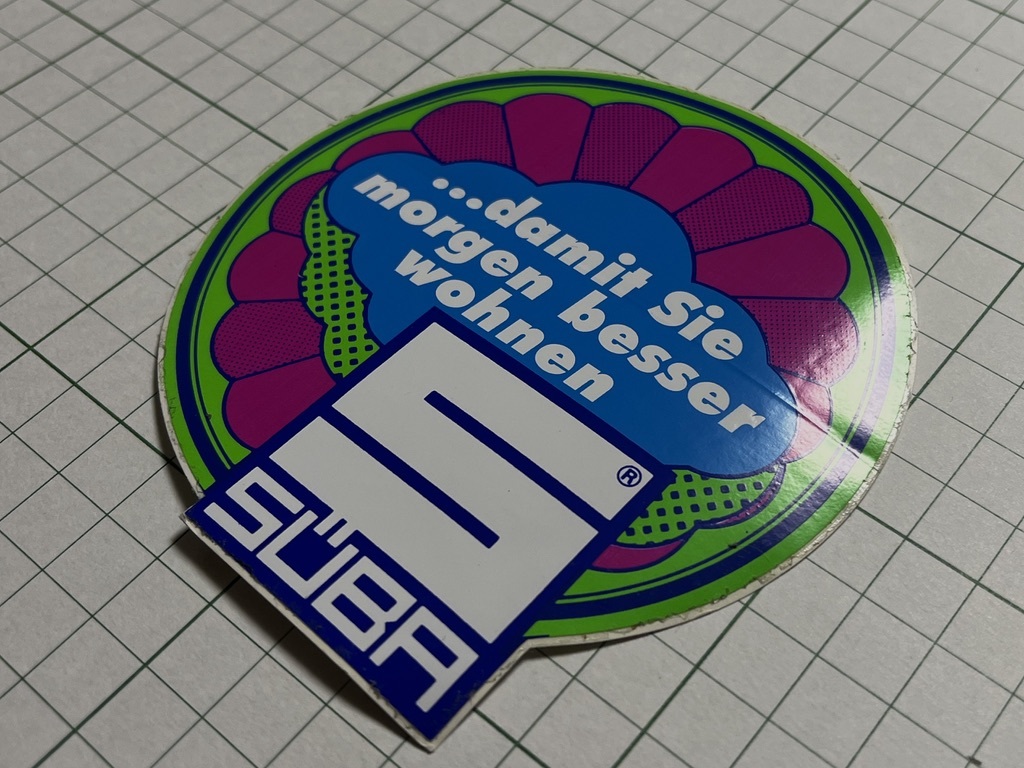 ...damit Sie
morgen besser
wohnen
S®
SÜBA